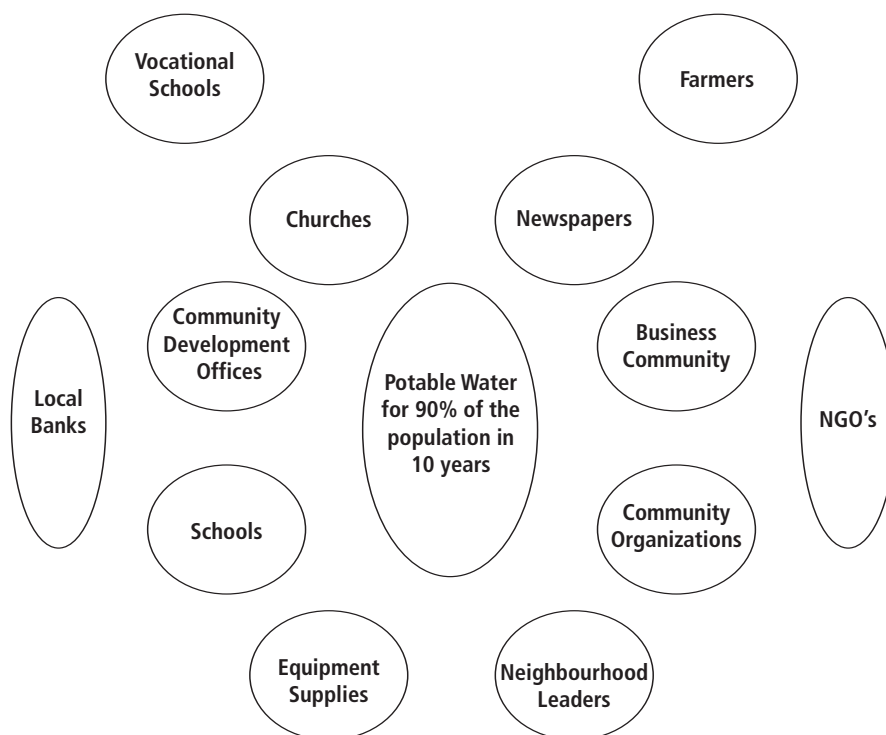 Vocational
Schools
Farmers
Churches
Newspapers
Community
Development
Offices
Business
Community
Local
Banks
Potable Water
for 90% of the
population in
10 years
NGO's
Schools
Community
Organizations
Equipment
Supplies
Neighbourhood
Leaders